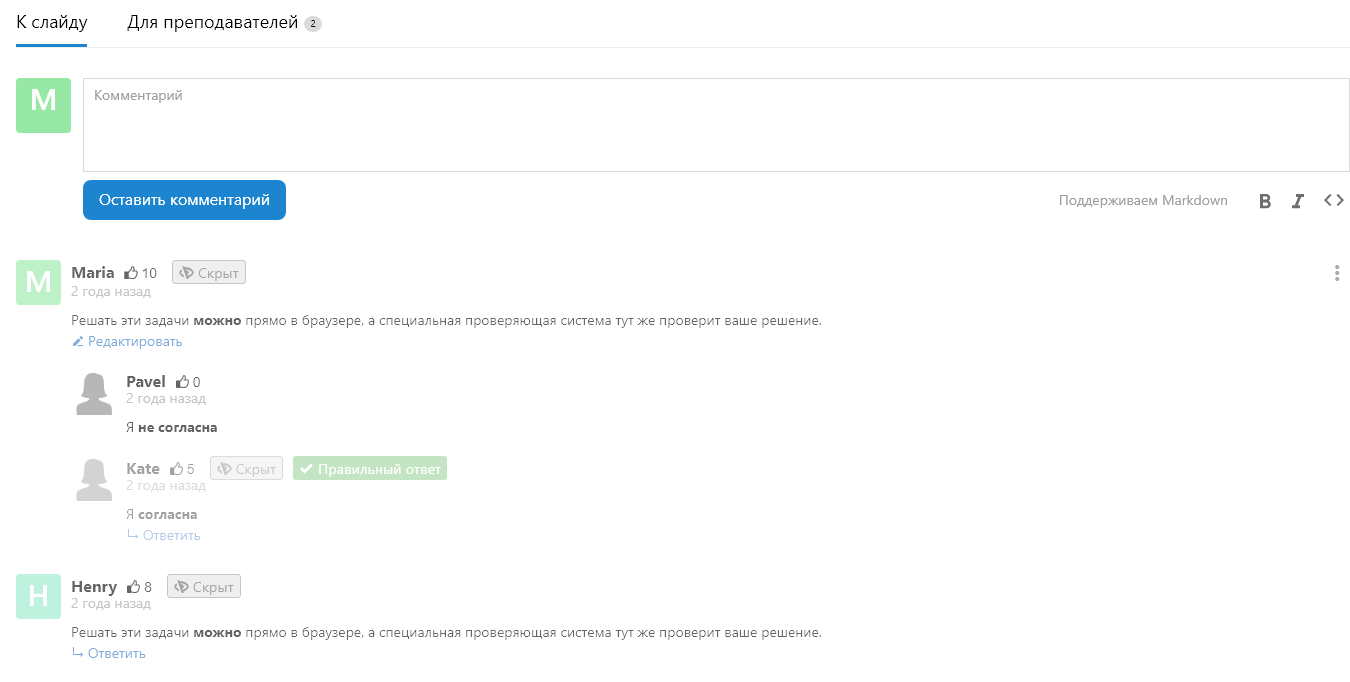 К слайду Для преподавателей 2
M Комментарий
Оставить комментарий Поддерживаем Markdown B I <>
M Maria 10 Скрыт
2 года назад
Решать эти задачи можно прямо в браузере, а специальная проверяющая система тут же проверит ваше решение.
Редактировать
Pavel 0
2 года назад
Я не согласна
Kate 5 Скрыт Правильный ответ
2 года назад
Я согласна
Ответить
H Henry 8 Скрыт
2 года назад
Решать эти задачи можно прямо в браузере, а специальная проверяющая система тут же проверит ваше решение.
Ответить